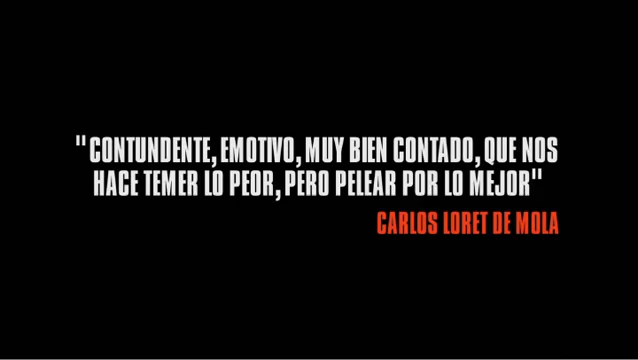 "CONTUNDENTE, EMOTIVO, MUY BIEN CONTADO, QUE NOS
HACE TEMER LO PEOR, PERO PELEAR POR LO MEJOR"
CARLOS LORET DE MOLA